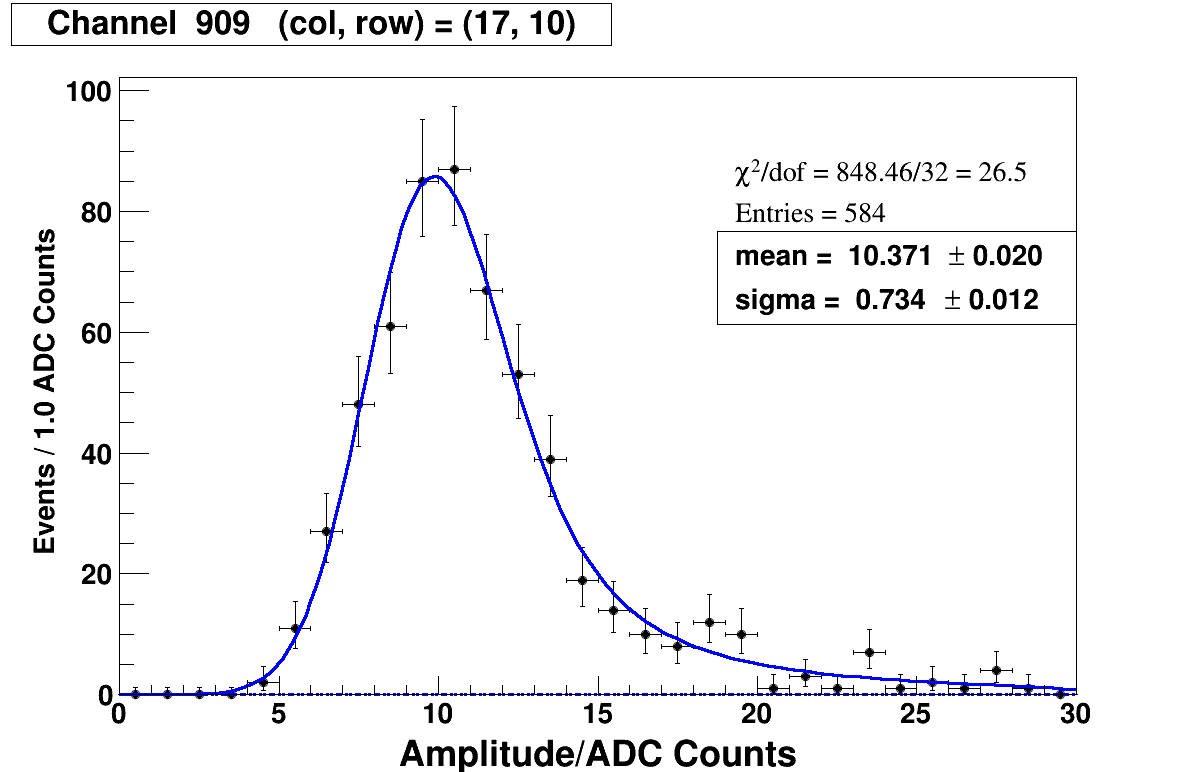 Channel 909 (col, row) = (17, 10)
100
80
60
40
20
0
Events / 1.0 ADC Counts
χ²/dof = 848.46/32 = 26.5
Entries = 584
mean = 10.371 ± 0.020
sigma = 0.734 ± 0.012
0 5 10 15 20 25 30
Amplitude/ADC Counts